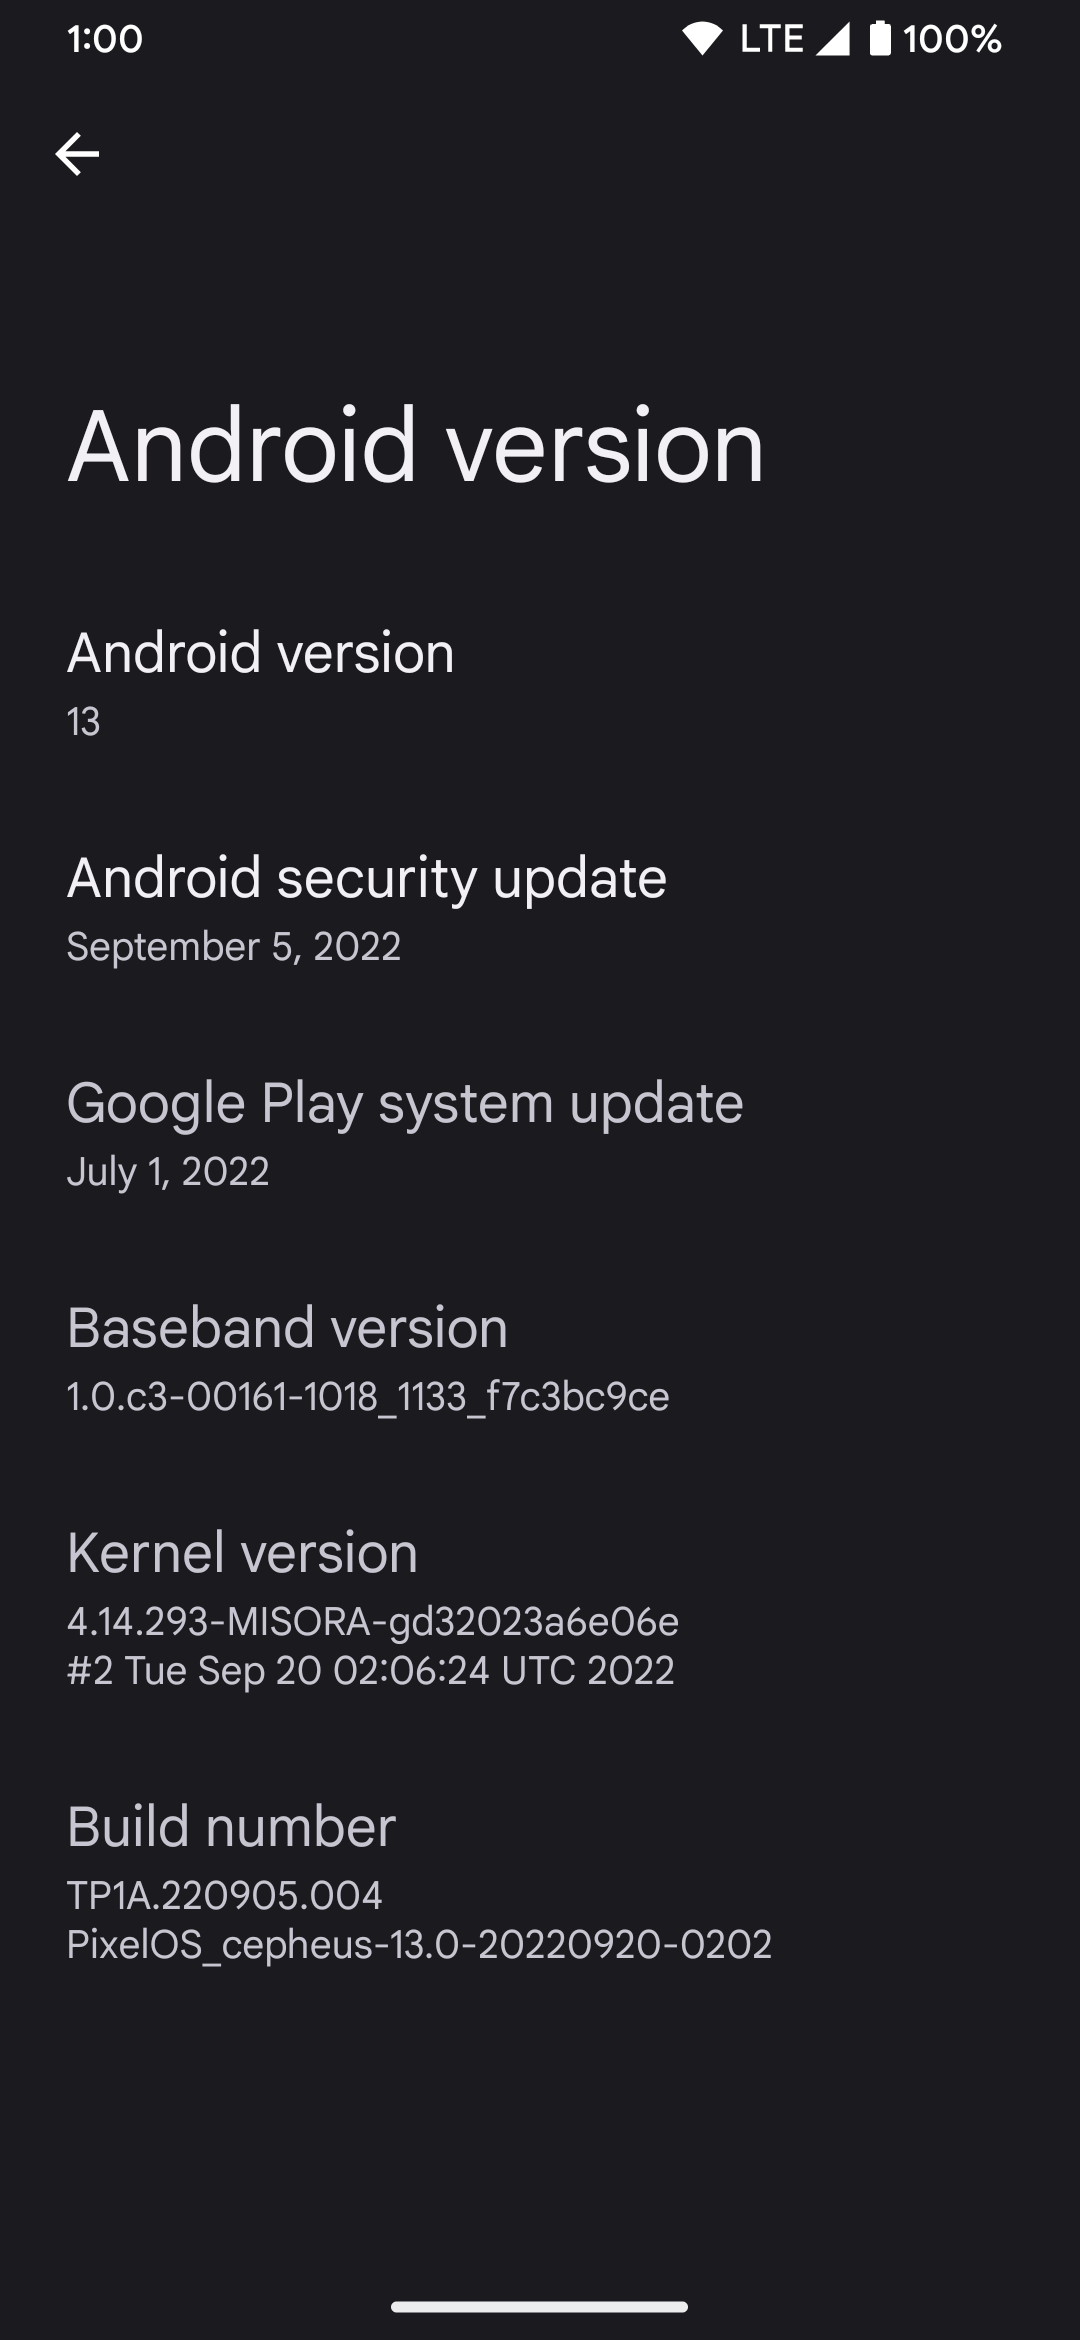 1:00 LTE 100%
Android version
Android version
13
Android security update
September 5, 2022
Google Play system update
July 1, 2022
Baseband version
1.0.c3-00161-1018_1133_f7c3bc9ce
Kernel version
4.14.293-MISORA-gd32023a6e06e
#2 Tue Sep 20 02:06:24 UTC 2022
Build number
TP1A.220905.004
PixelOS_cepheus-13.0-20220920-0202